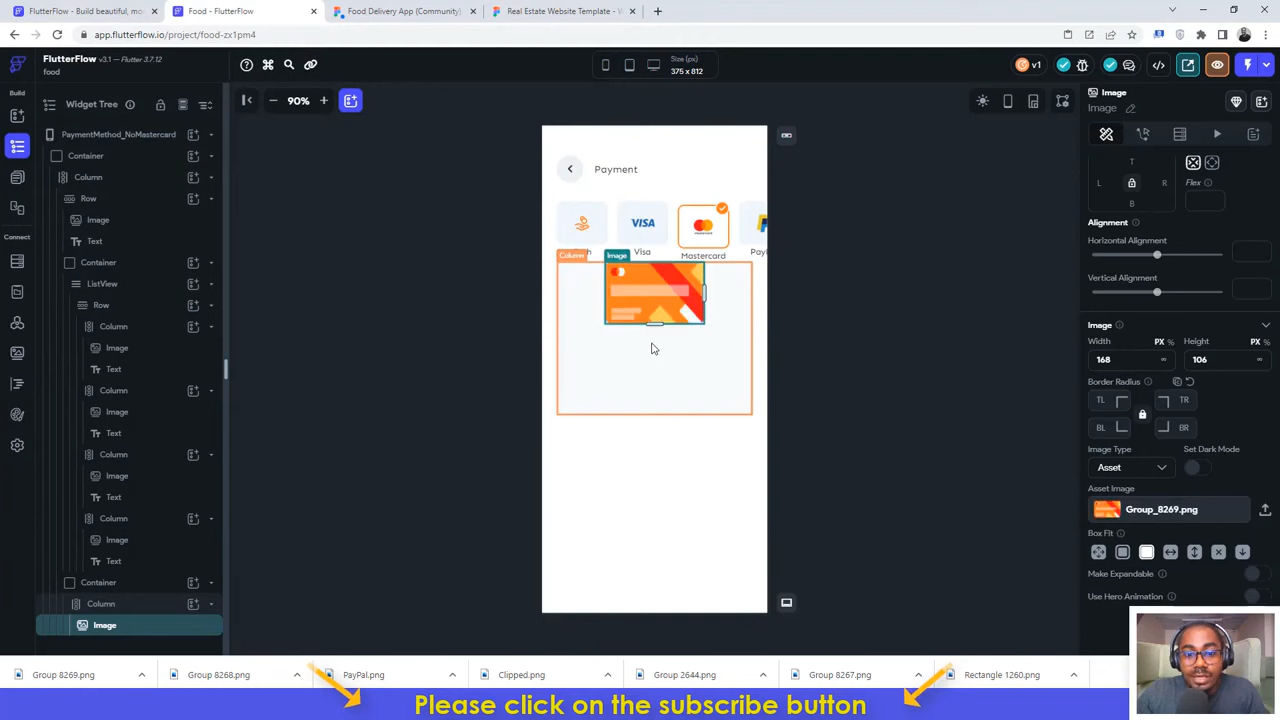 FlutterFlow - Build beautiful, mo
Food - FlutterFlow
Food Delivery App (Community)
Real Estate Website Template -
app.flutterflow.io/project/food-zx1pm4
FlutterFlow v3.1 - Flutter 3.7.12
food
Size (px)
375 x 812
v1
Build
Widget Tree
90%
PaymentMethod_NoMastercard
Container
Column
Row
Image
Text
Container
ListView
Row
Column
Image
Text
Column
Image
Text
Column
Image
Text
Column
Image
Text
Container
Column
Image
Connect
Payment
VISA
mastercard
Visa
Mastercard
Column
Image
Image
Image
T
L
R
B
Flex
Alignment
Horizontal Alignment
Vertical Alignment
Image
Width PX %
Height PX %
168
106
Border Radius
TL
TR
BL
BR
Image Type
Set Dark Mode
Asset
Asset Image
Group_8269.png
Box Fit
Make Expandable
Use Hero Animation
Group 8269.png
Group 8268.png
PayPal.png
Clipped.png
Group 2644.png
Group 8267.png
Rectangle 1260.png
Please click on the subscribe button